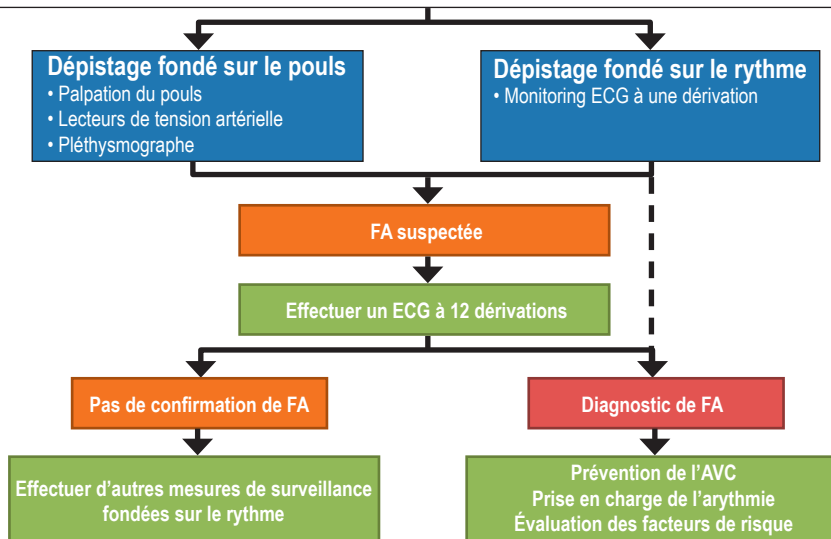 Dépistage fondé sur le pouls
• Palpation du pouls
• Lecteurs de tension artérielle
• Pléthysmographe
Dépistage fondé sur le rythme
• Monitoring ECG à une dérivation
FA suspectée
Effectuer un ECG à 12 dérivations
Pas de confirmation de FA
Diagnostic de FA
Effectuer d’autres mesures de surveillance
fondées sur le rythme
Prévention de l’AVC
Prise en charge de l’arythmie
Évaluation des facteurs de risque